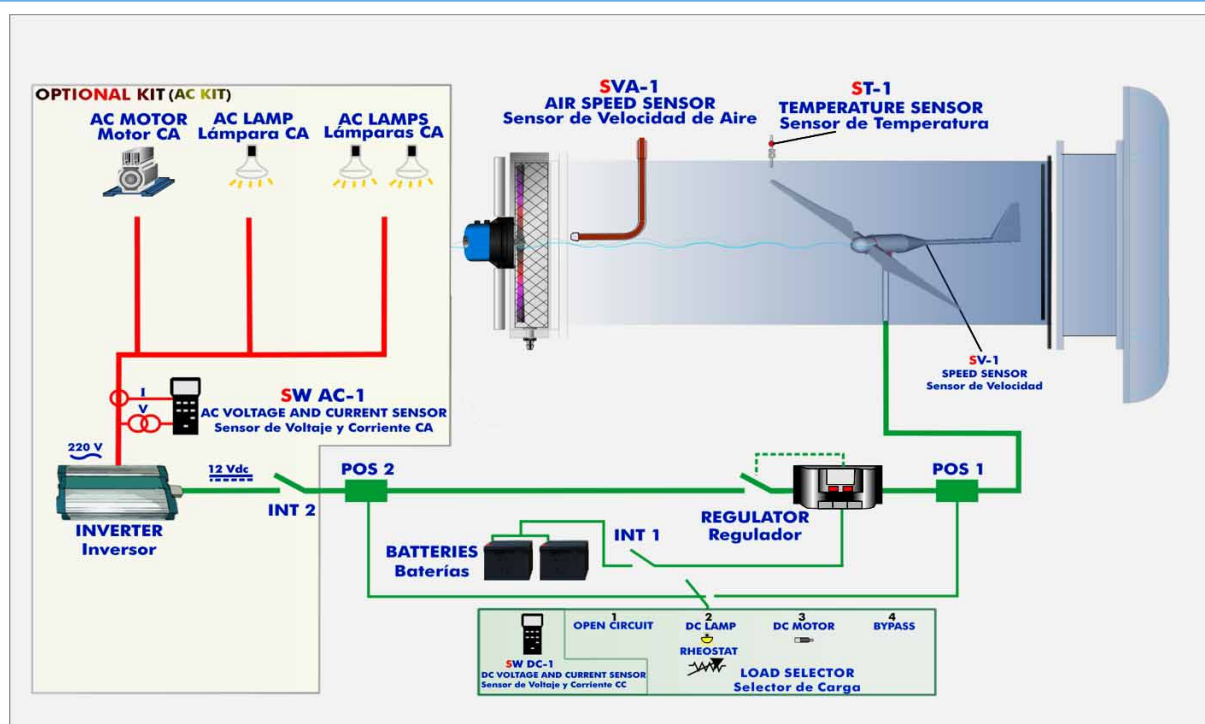 OPTIONAL KIT (AC KIT)
AC MOTOR
Motor CA
AC LAMP
Lámpara CA
AC LAMPS
Lámparas CA
SVA-1
AIR SPEED SENSOR
Sensor de Velocidad de Aire
ST-1
TEMPERATURE SENSOR
Sensor de Temperatura
SV-1
SPEED SENSOR
Sensor de Velocidad
I
V
SW AC-1
AC VOLTAGE AND CURRENT SENSOR
Sensor de Voltaje y Corriente CA
220 V
12 Vdc
INVERTER
Inversor
INT 2
POS 2
REGULATOR
Regulador
POS 1
BATTERIES
Baterías
INT 1
SW DC-1
DC VOLTAGE AND CURRENT SENSOR
Sensor de Voltaje y Corriente CC
1
OPEN CIRCUIT
2
DC LAMP
RHEOSTAT
3
DC MOTOR
4
BYPASS
LOAD SELECTOR
Selector de Carga